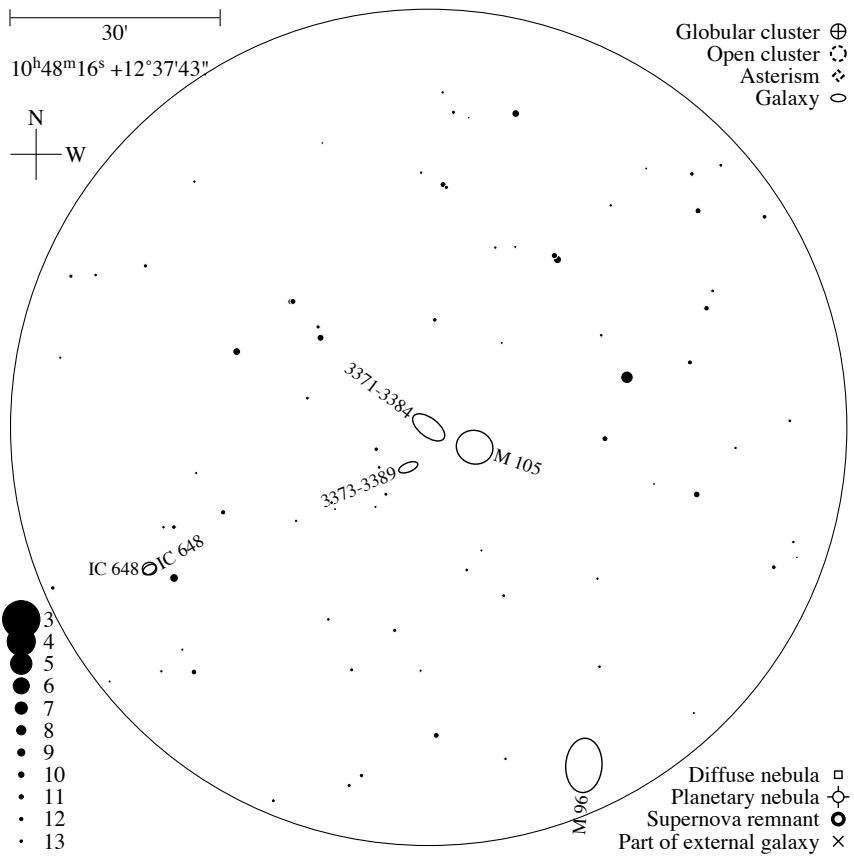 30'
10h48m16s +12°37'43"
N
W
Globular cluster
Open cluster
Asterism
Galaxy
3371-3384
M 105
3373-3389
IC 648
IC 648
M 96
3
4
5
6
7
8
9
10
11
12
13
Diffuse nebula
Planetary nebula
Supernova remnant
Part of external galaxy